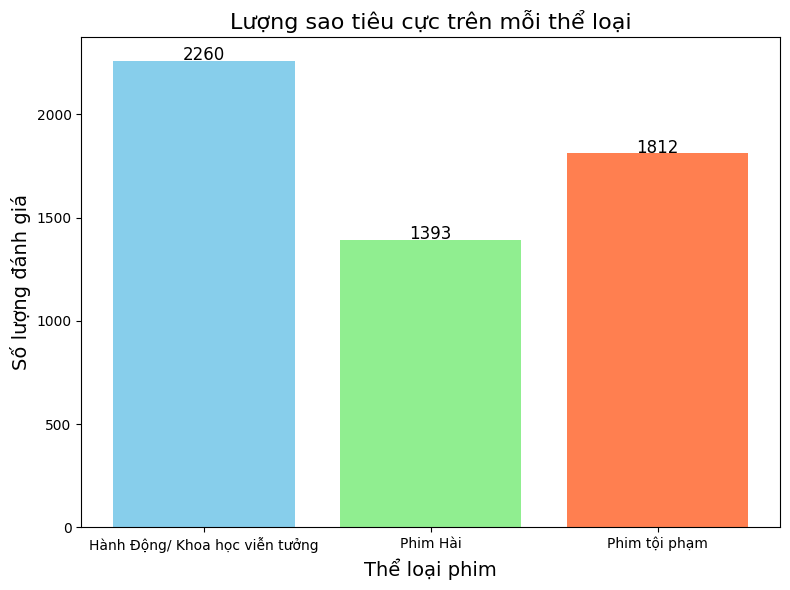 Lượng sao tiêu cực trên mỗi thể loại
2260
1812
1393
2000
1500
1000
500
0
Số lượng đánh giá
Hành Động/ Khoa học viễn tưởng
Phim Hài
Phim tội phạm
Thể loại phim